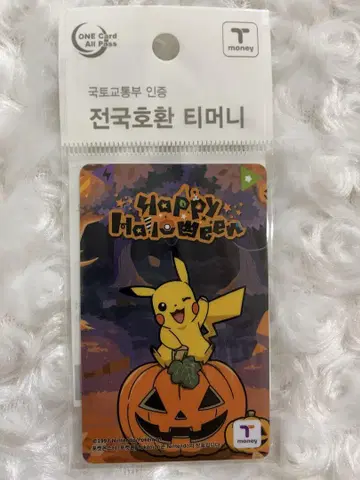 ONE Card
All Pass
T
money
국토교통부 인증
전국호환 티머니
Happy
Halloween
T
money